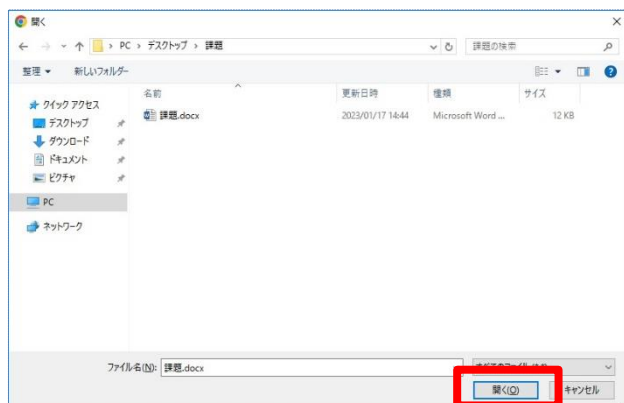 開く
PC > デスクトップ > 課題
課題の検索
整理 新しいフォルダー
名前 更新日時 種類 サイズ
クイック アクセス
課題.docx 2023/01/17 14:44 Microsoft Word ... 12 KB
デスクトップ
ダウンロード
ドキュメント
ピクチャ
PC
ネットワーク
ファイル名(N): 課題.docx
開く(O) キャンセル